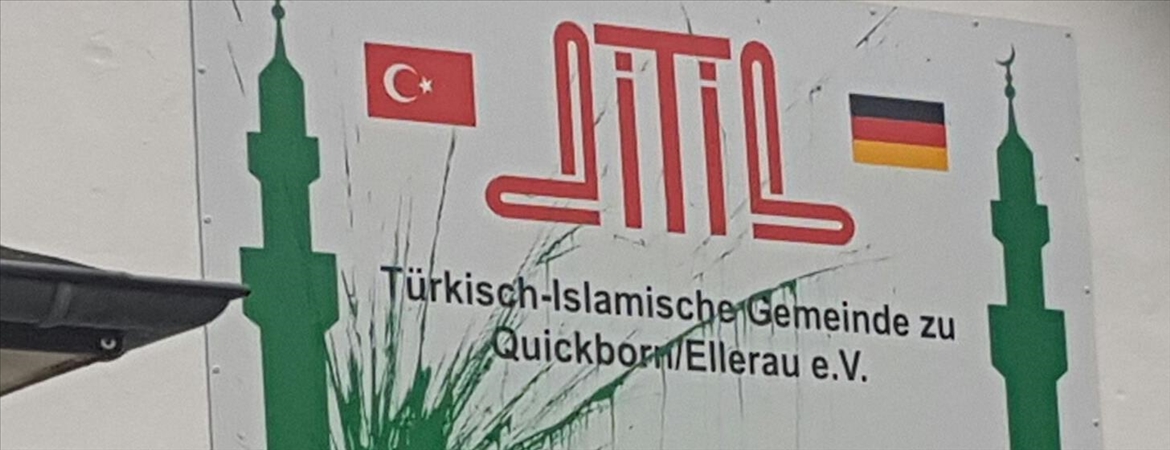 DITIB
Türkisch-Islamische Gemeinde zu
Quickborn/Ellerau e.V.